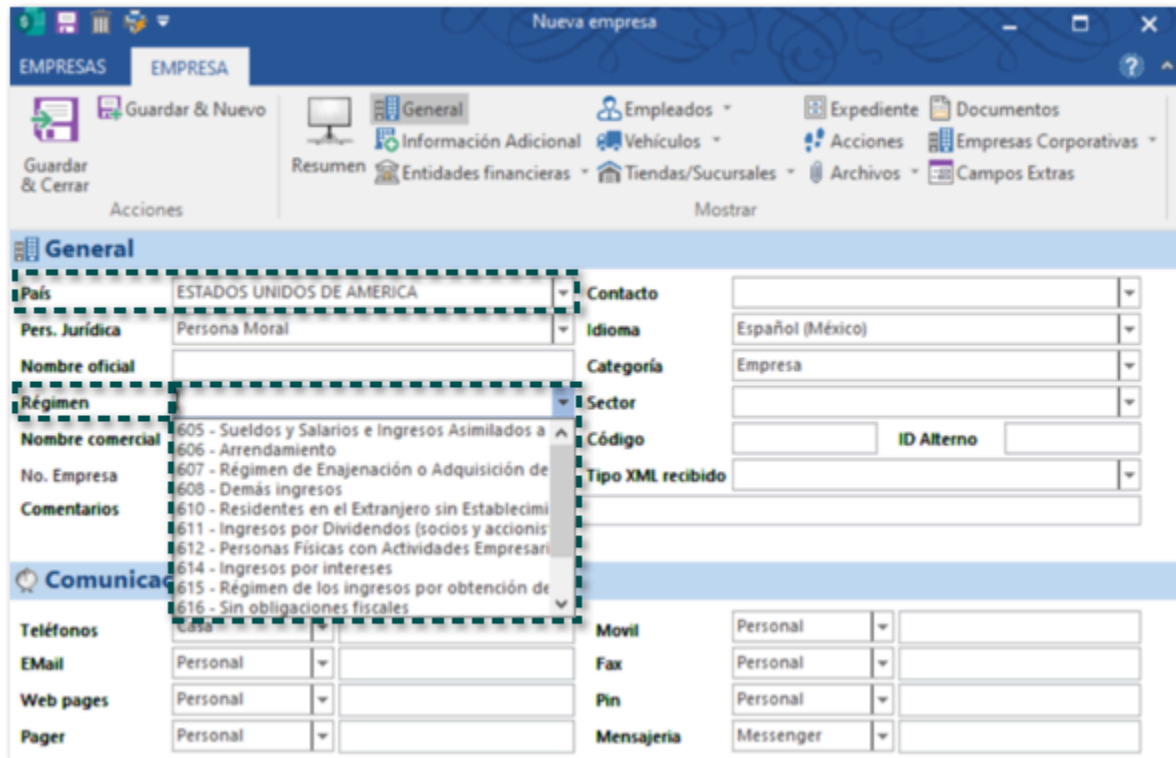 Nueva empresa
EMPRESAS EMPRESA
Guardar & Cerrar
Guardar & Nuevo
Acciones
Resumen
General
Información Adicional
Entidades financieras
Empleados
Vehículos
Tiendas/Sucursales
Expediente
Acciones
Archivos
Documentos
Empresas Corporativas
Campos Extras
Mostrar
General
País ESTADOS UNIDOS DE AMERICA Contacto
Pers. Jurídica Persona Moral Idioma Español (México)
Nombre oficial Categoría Empresa
Régimen Sector
Nombre comercial Código ID Alterno
No. Empresa Tipo XML recibido
Comentarios
605 - Sueldos y Salarios e Ingresos Asimilados a
606 - Arrendamiento
607 - Régimen de Enajenación o Adquisición de
608 - Demás ingresos
610 - Residentes en el Extranjero sin Establecimi
611 - Ingresos por Dividendos (socios y accionis
612 - Personas Físicas con Actividades Empresari
614 - Ingresos por intereses
615 - Régimen de los ingresos por obtención de
616 - Sin obligaciones fiscales
Comunicac
Teléfonos Casa Movil Personal
EMail Personal Fax Personal
Web pages Personal Pin Personal
Pager Personal Mensajeria Messenger